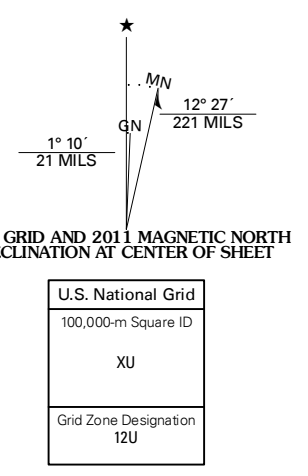 MN
GN
12° 27´
221 MILS
1° 10´
21 MILS
GRID AND 2011 MAGNETIC NORTH
CLINATION AT CENTER OF SHEET
U.S. National Grid
100,000-m Square ID
XU
Grid Zone Designation
12U